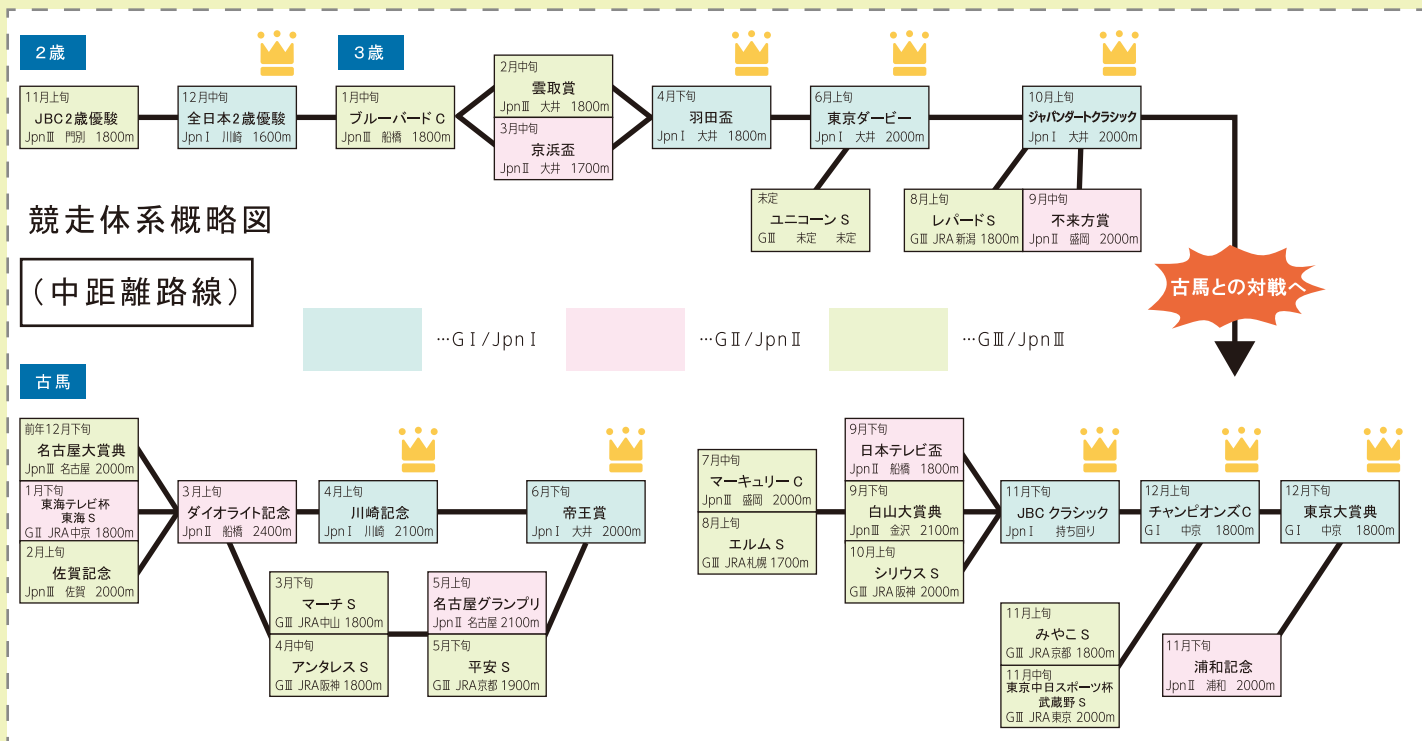 2歳
3歳
11月上旬
JBC2歳優駿
JpnⅢ 門別 1800m
12月中旬
全日本2歳優駿
JpnⅠ 川崎 1600m
1月中旬
ブルーバードC
JpnⅢ 船橋 1800m
2月中旬
雲取賞
JpnⅢ 大井 1800m
3月中旬
京浜盃
JpnⅡ 大井 1700m
4月下旬
羽田盃
JpnⅠ 大井 1800m
6月上旬
東京ダービー
JpnⅠ 大井 2000m
10月上旬
ジャパンダートクラシック
JpnⅠ 大井 2000m
未定
ユニコーンS
GⅢ 未定 未定
8月上旬
レパードS
GⅢ JRA新潟 1800m
9月中旬
不来方賞
JpnⅡ 盛岡 2000m
競走体系概略図
(中距離路線)
古馬との対戦へ
…GⅠ/JpnⅠ
…GⅡ/JpnⅡ
…GⅢ/JpnⅢ
古馬
前年12月下旬
名古屋大賞典
JpnⅢ 名古屋 2000m
1月下旬
東海テレビ杯
東海S
GⅡ JRA中京 1800m
2月上旬
佐賀記念
JpnⅢ 佐賀 2000m
3月上旬
ダイオライト記念
JpnⅡ 船橋 2400m
4月上旬
川崎記念
JpnⅠ 川崎 2100m
6月下旬
帝王賞
JpnⅠ 大井 2000m
3月下旬
マーチS
GⅢ JRA中山 1800m
4月中旬
アンタレスS
GⅢ JRA阪神 1800m
5月上旬
名古屋グランプリ
JpnⅡ 名古屋 2100m
5月下旬
平安S
GⅢ JRA京都 1900m
7月中旬
マーキュリーC
JpnⅢ 盛岡 2000m
8月上旬
エルムS
GⅢ JRA札幌 1700m
9月下旬
日本テレビ盃
JpnⅡ 船橋 1800m
9月下旬
白山大賞典
JpnⅢ 金沢 2100m
10月上旬
シリウスS
GⅢ JRA阪神 2000m
11月下旬
JBCクラシック
JpnⅠ 持ち回り
12月上旬
チャンピオンズC
GⅠ 中京 1800m
12月下旬
東京大賞典
GⅠ 中京 1800m
11月上旬
みやこS
GⅢ JRA京都 1800m
11月中旬
東京中日スポーツ杯
武蔵野S
GⅢ JRA東京 2000m
11月下旬
浦和記念
JpnⅡ 浦和 2000m